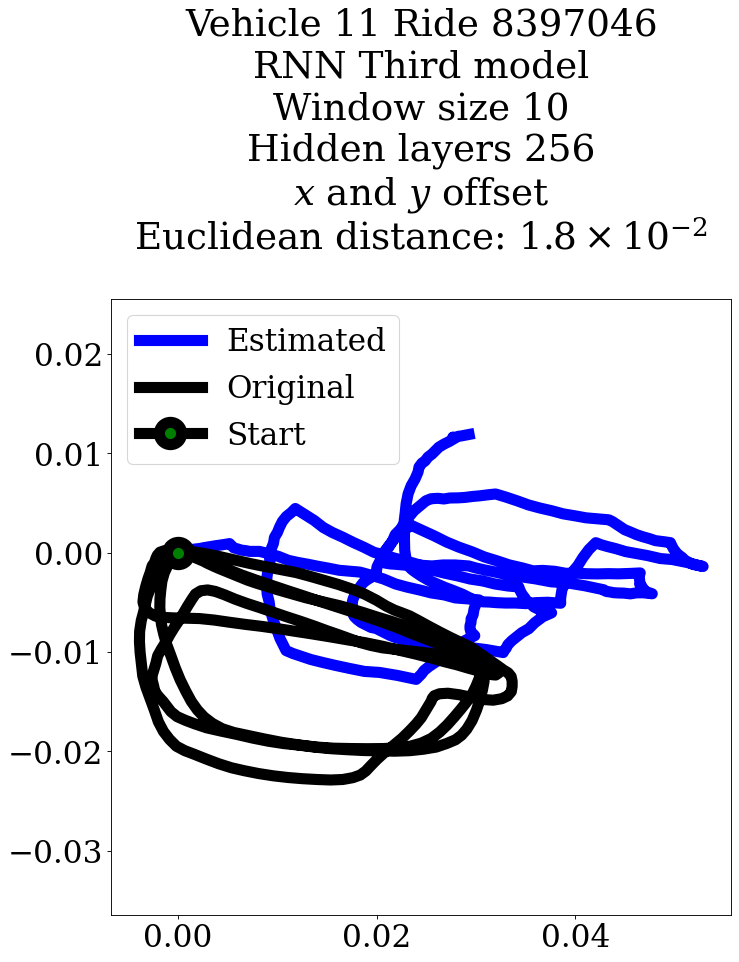 Vehicle 11 Ride 8397046
RNN Third model
Window size 10
Hidden layers 256
x and y offset
Euclidean distance: 1.8 × 10⁻²
Estimated
Original
Start
0.02
0.01
0.00
−0.01
−0.02
−0.03
0.00 0.02 0.04